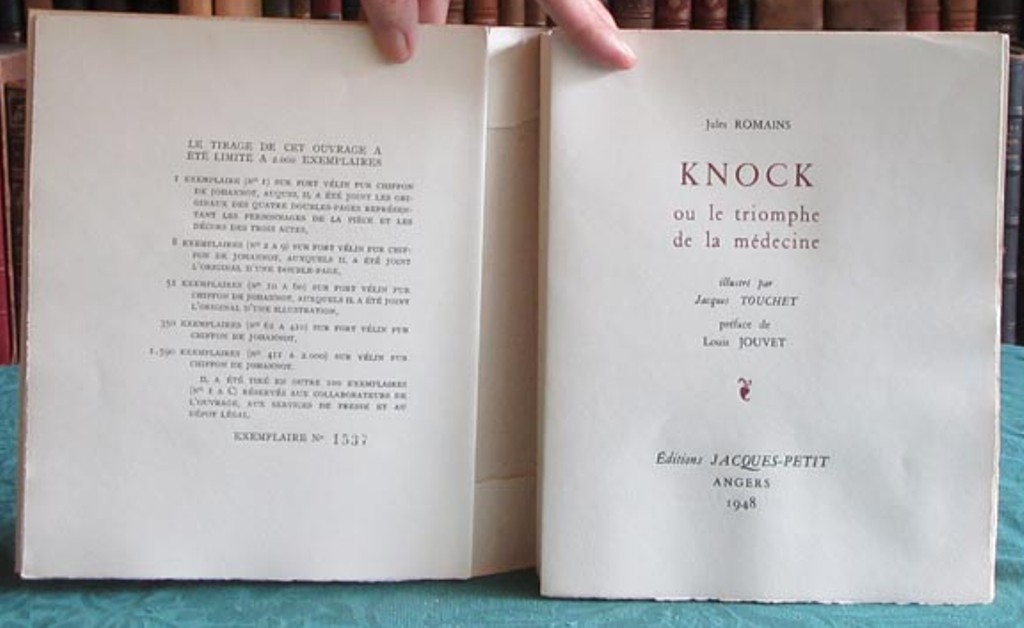 LE TIRAGE DE CET OUVRAGE A
ÉTÉ LIMITÉ A 2.000 EXEMPLAIRES
1 EXEMPLAIRE (Nº 1) SUR FORT VÉLIN PUR CHIFFON
DE JOHANNOT, AUQUEL IL A ÉTÉ JOINT LES ORI-
GINAUX DES QUATRE DOUBLES-PAGES REPRÉSEN-
TANT LES PERSONNAGES DE LA PIÈCE ET LES
DÉCORS DES TROIS ACTES.
8 EXEMPLAIRES (Nº 2 A 9) SUR FORT VÉLIN PUR CHIF-
FON DE JOHANNOT, AUXQUELS IL A ÉTÉ JOINT
L'ORIGINAL D'UNE DOUBLE-PAGE.
51 EXEMPLAIRES (Nº 10 A 60) SUR FORT VÉLIN PUR
CHIFFON DE JOHANNOT, AUXQUELS IL A ÉTÉ JOINT
L'ORIGINAL D'UNE ILLUSTRATION.
350 EXEMPLAIRES (Nº 61 A 410) SUR FORT VÉLIN PUR
CHIFFON DE JOHANNOT.
1.590 EXEMPLAIRES (Nº 411 A 2.000) SUR VÉLIN PUR
CHIFFON DE JOHANNOT.
IL A ÉTÉ TIRÉ EN OUTRE 100 EXEMPLAIRES
(Nº I A C) RÉSERVÉS AUX COLLABORATEURS DE
L'OUVRAGE, AUX SERVICES DE PRESSE ET AU
DÉPOT LÉGAL.
EXEMPLAIRE Nº 1537
Jules ROMAINS
KNOCK
ou le triomphe
de la médecine
illustré par
Jacques TOUCHET
préface de
Louis JOUVET
Éditions JACQUES-PETIT
ANGERS
1948